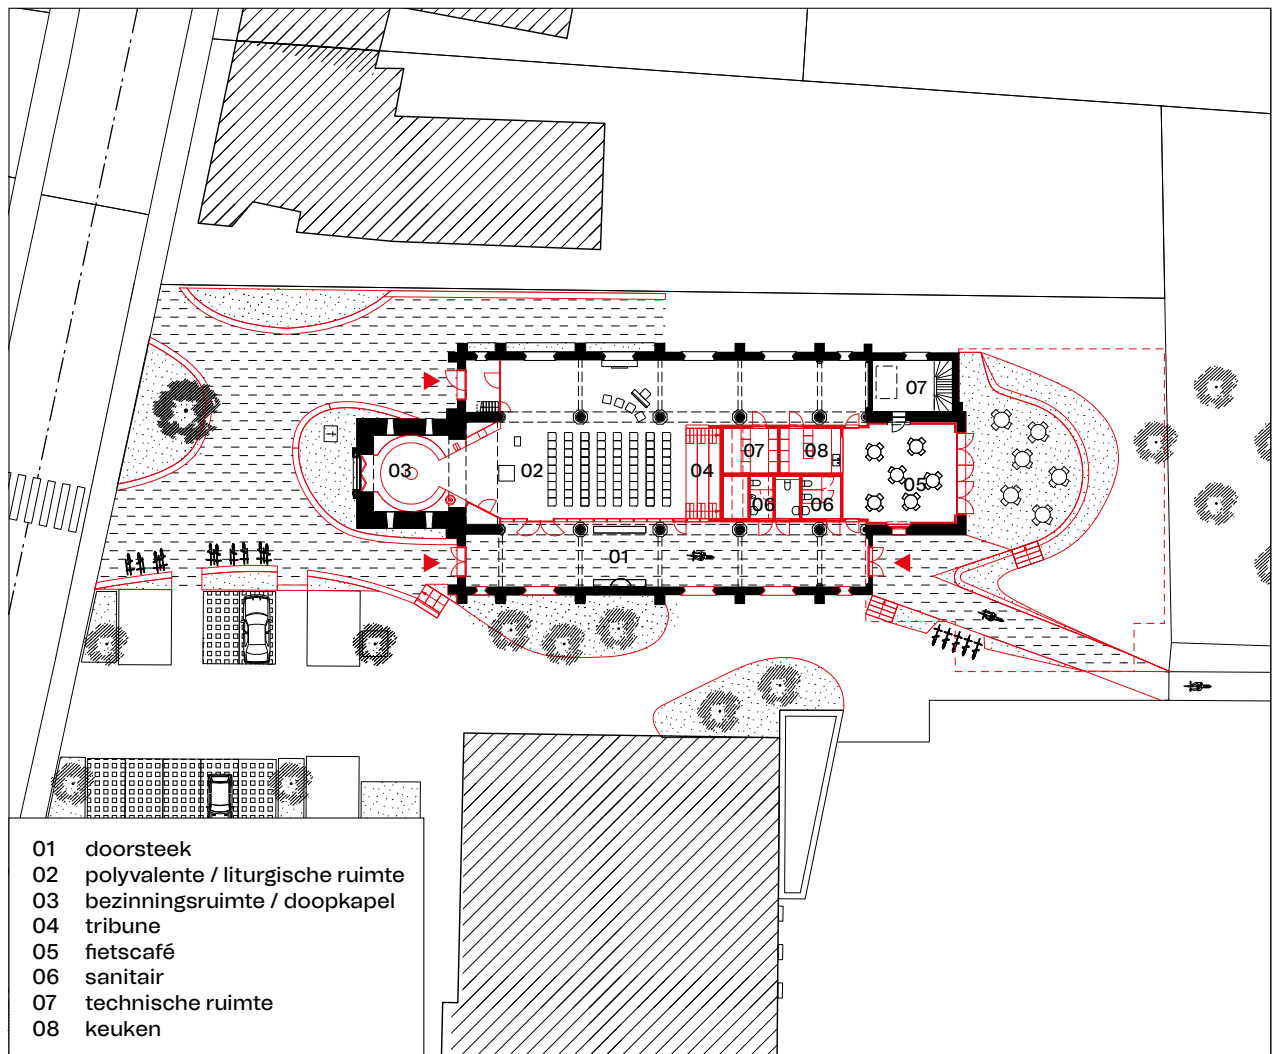 07
03
02
04
07
08
05
06
06
01
01 doorsteek
02 polyvalente / liturgische ruimte
03 bezinningsruimte / doopkapel
04 tribune
05 fietscafé
06 sanitair
07 technische ruimte
08 keuken